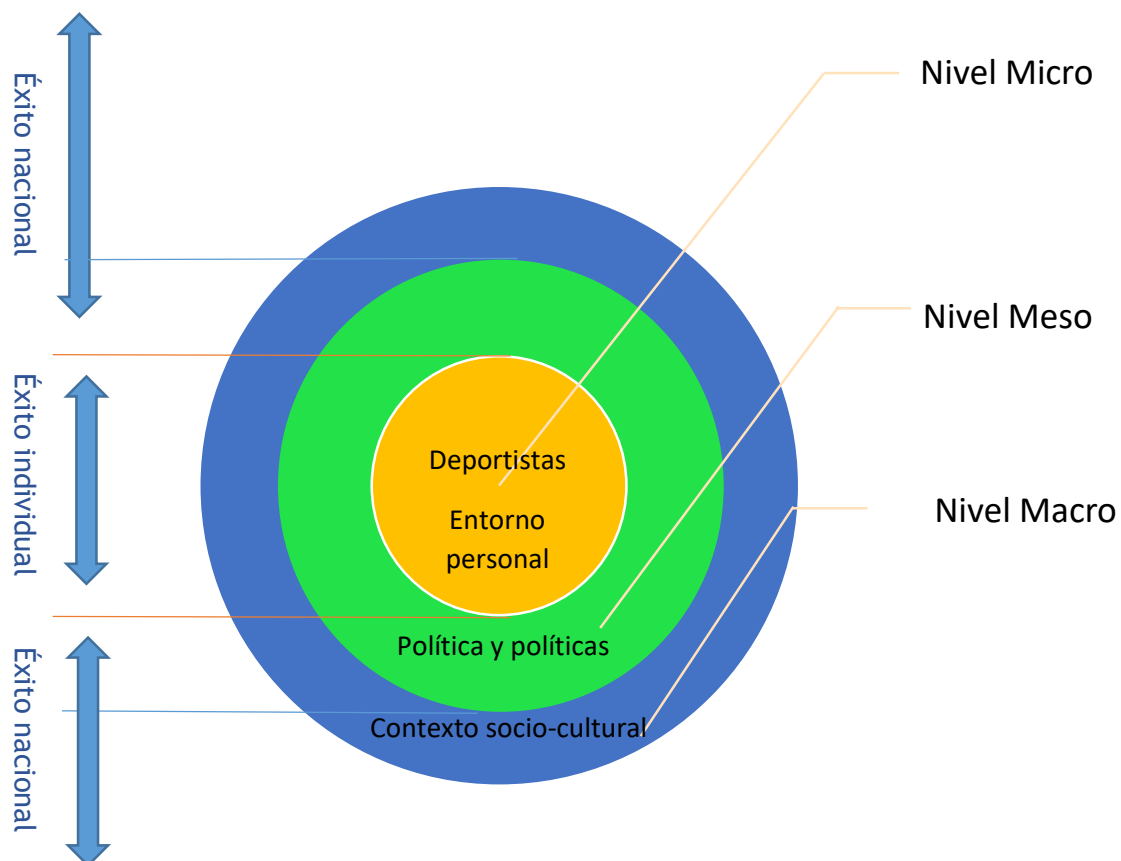 Éxito nacional
Nivel Micro
Nivel Meso
Éxito individual
Deportistas
Entorno
personal
Nivel Macro
Política y políticas
Éxito nacional
Contexto socio-cultural